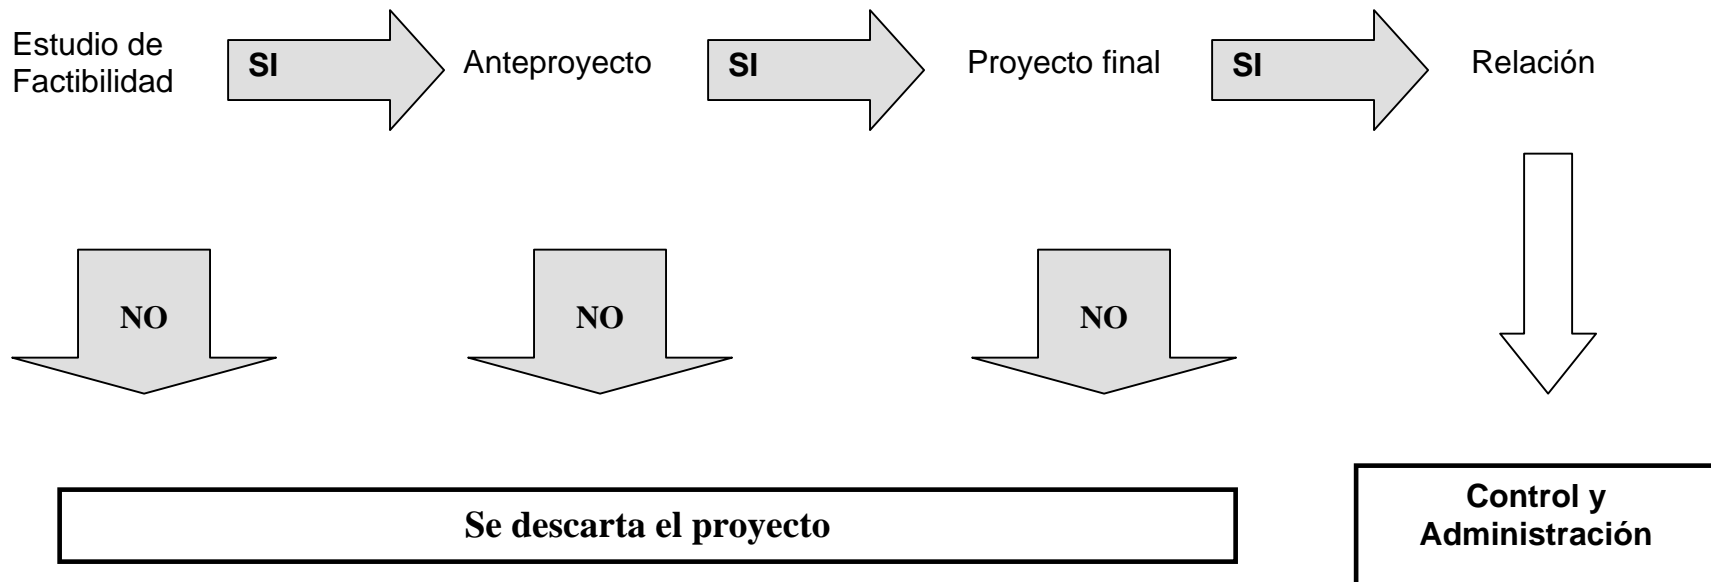 Estudio de
Factibilidad
SI
Anteproyecto
SI
Proyecto final
SI
Relación
NO
NO
NO
Se descarta el proyecto
Control y
Administración